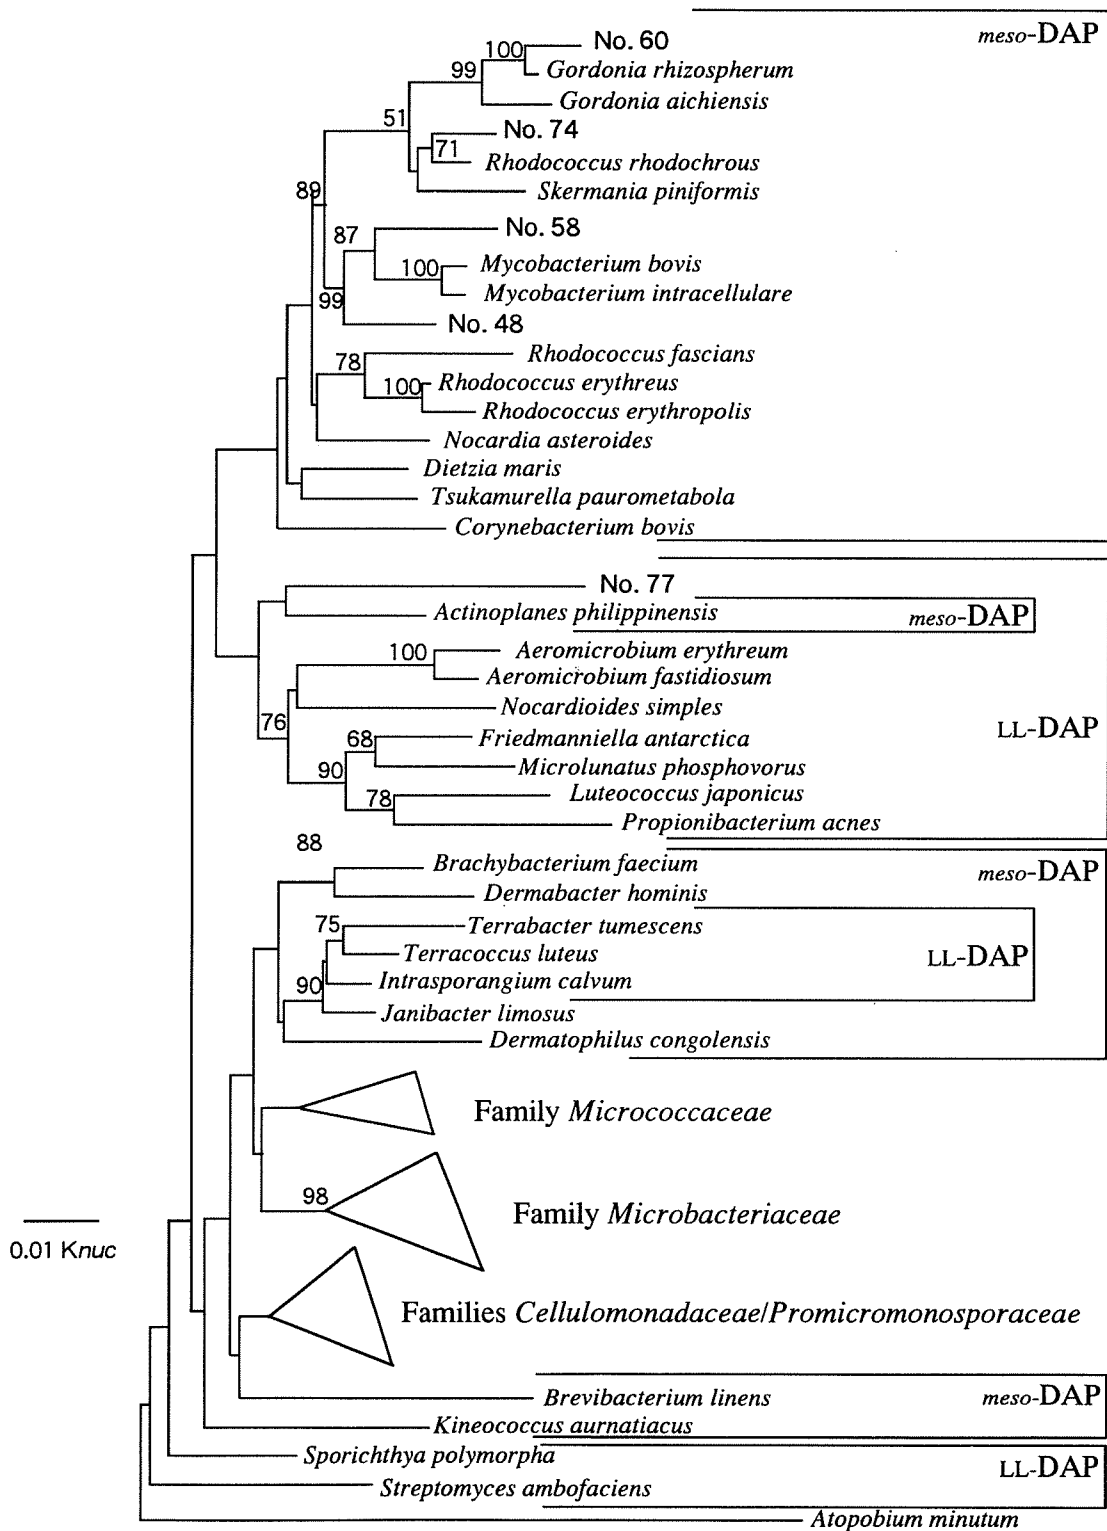 meso-DAP
100 No. 60
99 Gordonia rhizospherum
Gordonia aichiensis
51 No. 74
71 Rhodococcus rhodochrous
89 Skermania piniformis
87 No. 58
100 Mycobacterium bovis
99 Mycobacterium intracellulare
No. 48
78 Rhodococcus fascians
100 Rhodococcus erythreus
Rhodococcus erythropolis
Nocardia asteroides
Dietzia maris
Tsukamurella paurometabola
Corynebacterium bovis
No. 77
Actinoplanes philippinensis meso-DAP
100 Aeromicrobium erythreum
Aeromicrobium fastidiosum
Nocardioides simples
76 LL-DAP
68 Friedmanniella antarctica
90 Microlunatus phosphovorus
78 Luteococcus japonicus
Propionibacterium acnes
88
Brachybacterium faecium meso-DAP
Dermabacter hominis
75 Terrabacter tumescens
Terracoccus luteus LL-DAP
90 Intrasporangium calvum
Janibacter limosus
Dermatophilus congolensis
Family Micrococcaceae
98 Family Microbacteriaceae
0.01 Knuc
Families Cellulomonadaceae/Promicromonosporaceae
Brevibacterium linens meso-DAP
Kineococcus aurnatiacus
Sporichthya polymorpha LL-DAP
Streptomyces ambofaciens
Atopobium minutum